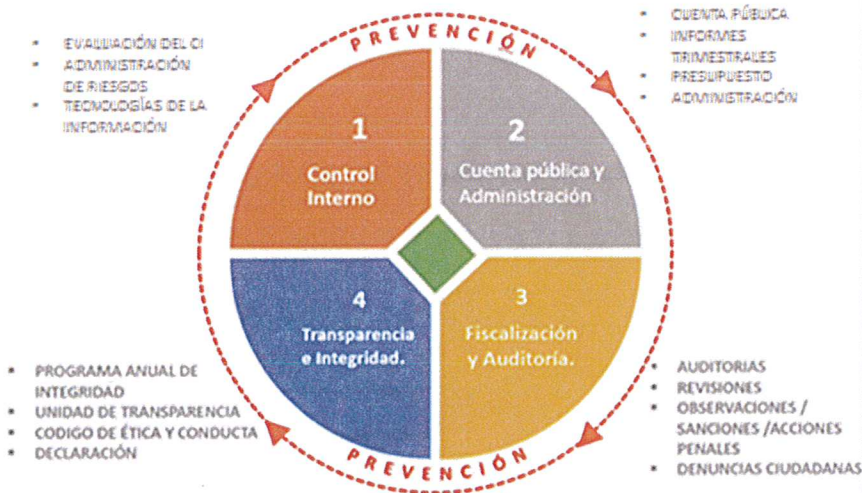 PREVENCIÓN
• EVALUACIÓN DEL CI
• ADMINISTRACIÓN
DE RIESGOS
• TECNOLOGÍAS DE LA
INFORMACIÓN
• CUENTA PÚBLICA
• INFORMES
TRIMESTRALES
• PRESUPUESTO
• ADMINISTRACIÓN
1
Control
Interno
2
Cuenta pública y
Administración
4
Transparencia
e Integridad.
3
Fiscalización
y Auditoría.
• PROGRAMA ANUAL DE
INTEGRIDAD
• UNIDAD DE TRANSPARENCIA
• CODIGO DE ÉTICA Y CONDUCTA
• DECLARACIÓN
• AUDITORIAS
• REVISIONES
• OBSERVACIONES /
SANCIONES /ACCIONES
PENALES
• DENUNCIAS CIUDADANAS
PREVENCIÓN